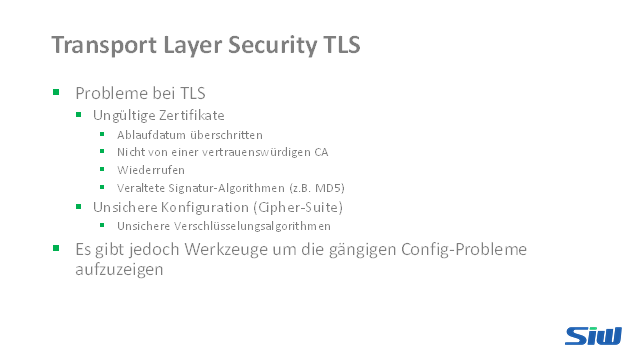 Transport Layer Security TLS
Probleme bei TLS
Ungültige Zertifikate
Ablaufdatum überschritten
Nicht von einer vertrauenswürdigen CA
Wiederrufen
Veraltete Signatur-Algorithmen (z.B. MD5)
Unsichere Konfiguration (Cipher-Suite)
Unsichere Verschlüsselungsalgorithmen
Es gibt jedoch Werkzeuge um die gängigen Config-Probleme
aufzuzeigen
SiW